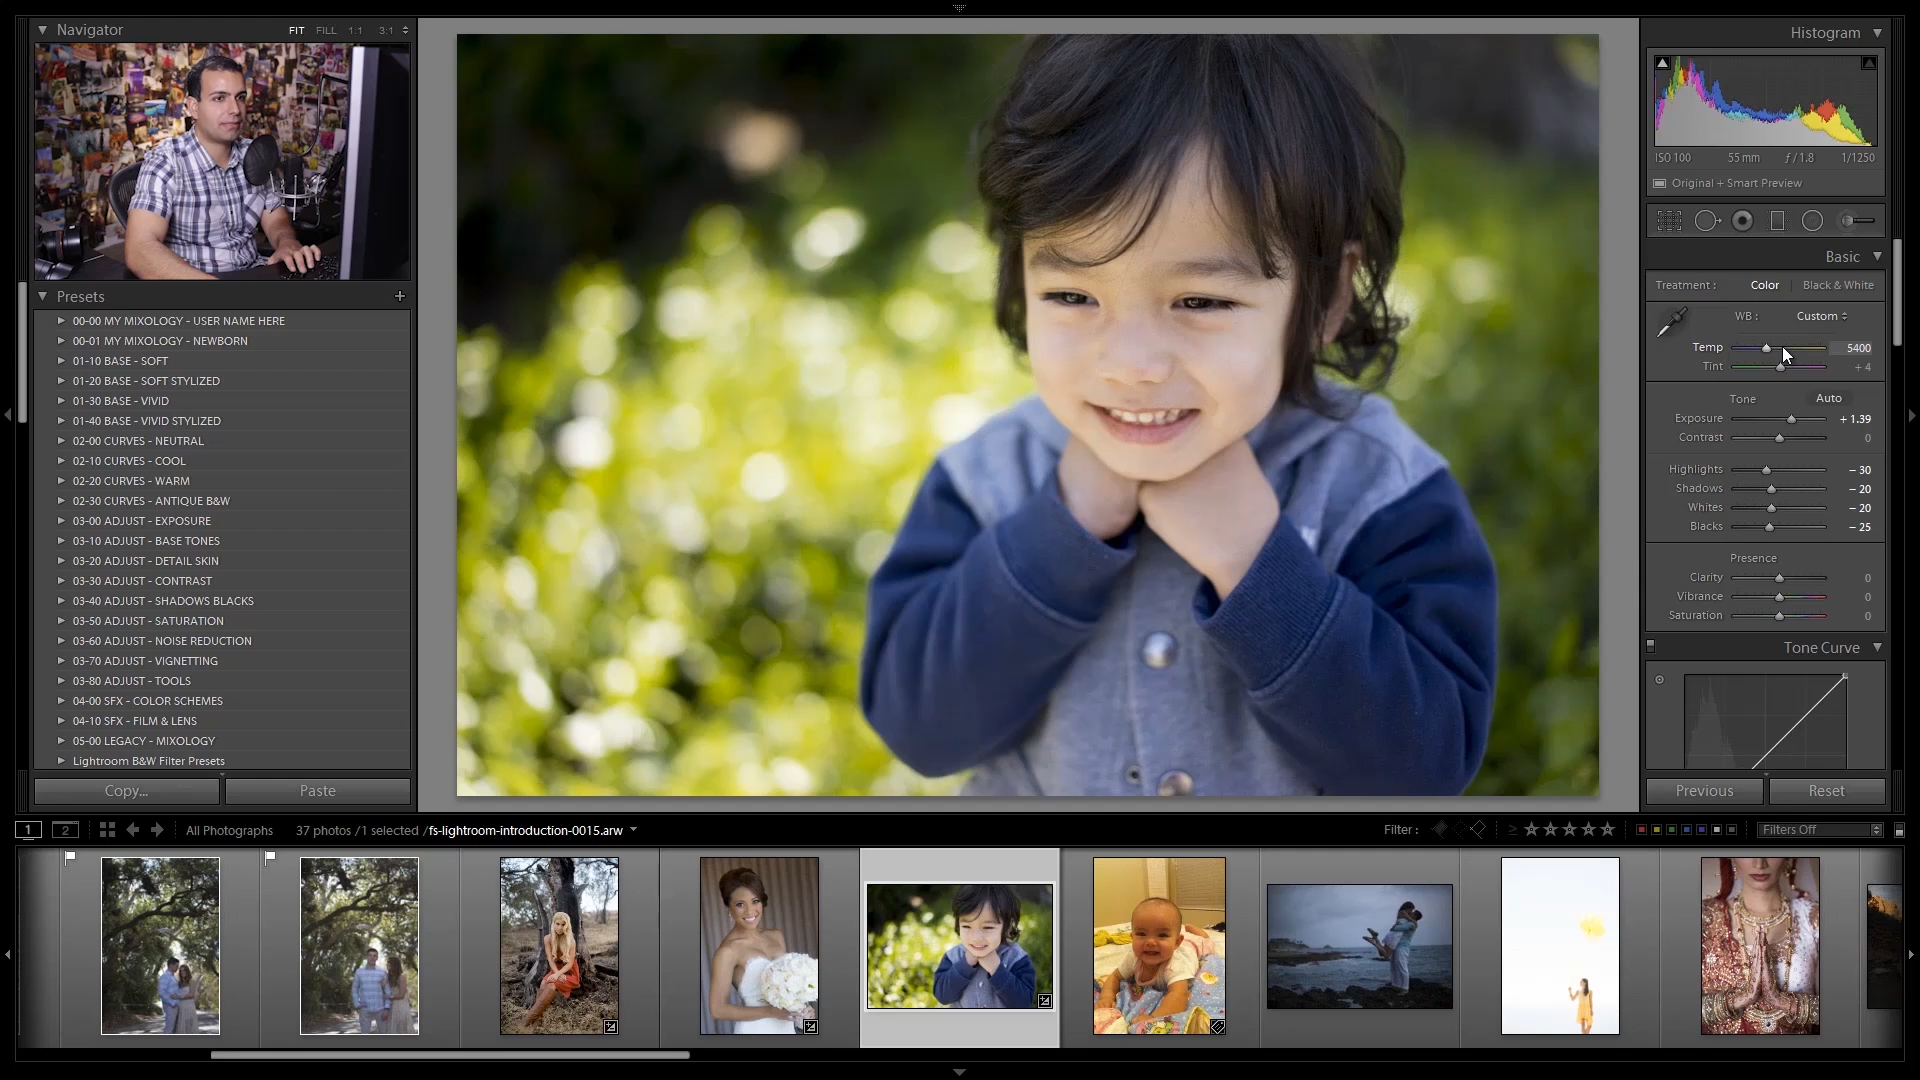 Navigator FIT FILL 1:1 3:1
Presets +
00-00 MY MIXOLOGY - USER NAME HERE
00-01 MY MIXOLOGY - NEWBORN
01-10 BASE - SOFT
01-20 BASE - SOFT STYLIZED
01-30 BASE - VIVID
01-40 BASE - VIVID STYLIZED
02-00 CURVES - NEUTRAL
02-10 CURVES - COOL
02-20 CURVES - WARM
02-30 CURVES - ANTIQUE B&W
03-00 ADJUST - EXPOSURE
03-10 ADJUST - BASE TONES
03-20 ADJUST - DETAIL SKIN
03-30 ADJUST - CONTRAST
03-40 ADJUST - SHADOWS BLACKS
03-50 ADJUST - SATURATION
03-60 ADJUST - NOISE REDUCTION
03-70 ADJUST - VIGNETTING
03-80 ADJUST - TOOLS
04-00 SFX - COLOR SCHEMES
04-10 SFX - FILM & LENS
05-00 LEGACY - MIXOLOGY
Lightroom B&W Filter Presets
Copy... Paste
Histogram
ISO 100 55 mm ƒ / 1.8 1/1250
Original + Smart Preview
Basic
Treatment : Color Black & White
WB : Custom
Temp 5400
Tint + 4
Tone Auto
Exposure + 1.39
Contrast 0
Highlights – 30
Shadows – 20
Whites – 20
Blacks – 25
Presence
Clarity 0
Vibrance 0
Saturation 0
Tone Curve
Previous Reset
1 2 All Photographs 37 photos /1 selected /fs-lightroom-introduction-0015.arw Filter : ≥ Filters Off